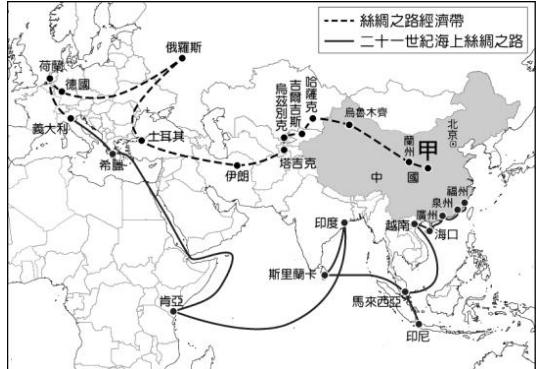 絲綢之路經濟帶
二十一世紀海上絲綢之路
俄羅斯
荷蘭
德國
義大利
希臘
土耳其
伊朗
烏茲別克
吉爾吉斯
哈薩克
塔吉克
烏魯木齊
蘭州
甲
北京
中國
福州
泉州
廣州
海口
越南
印度
斯里蘭卡
馬來西亞
印尼
肯亞